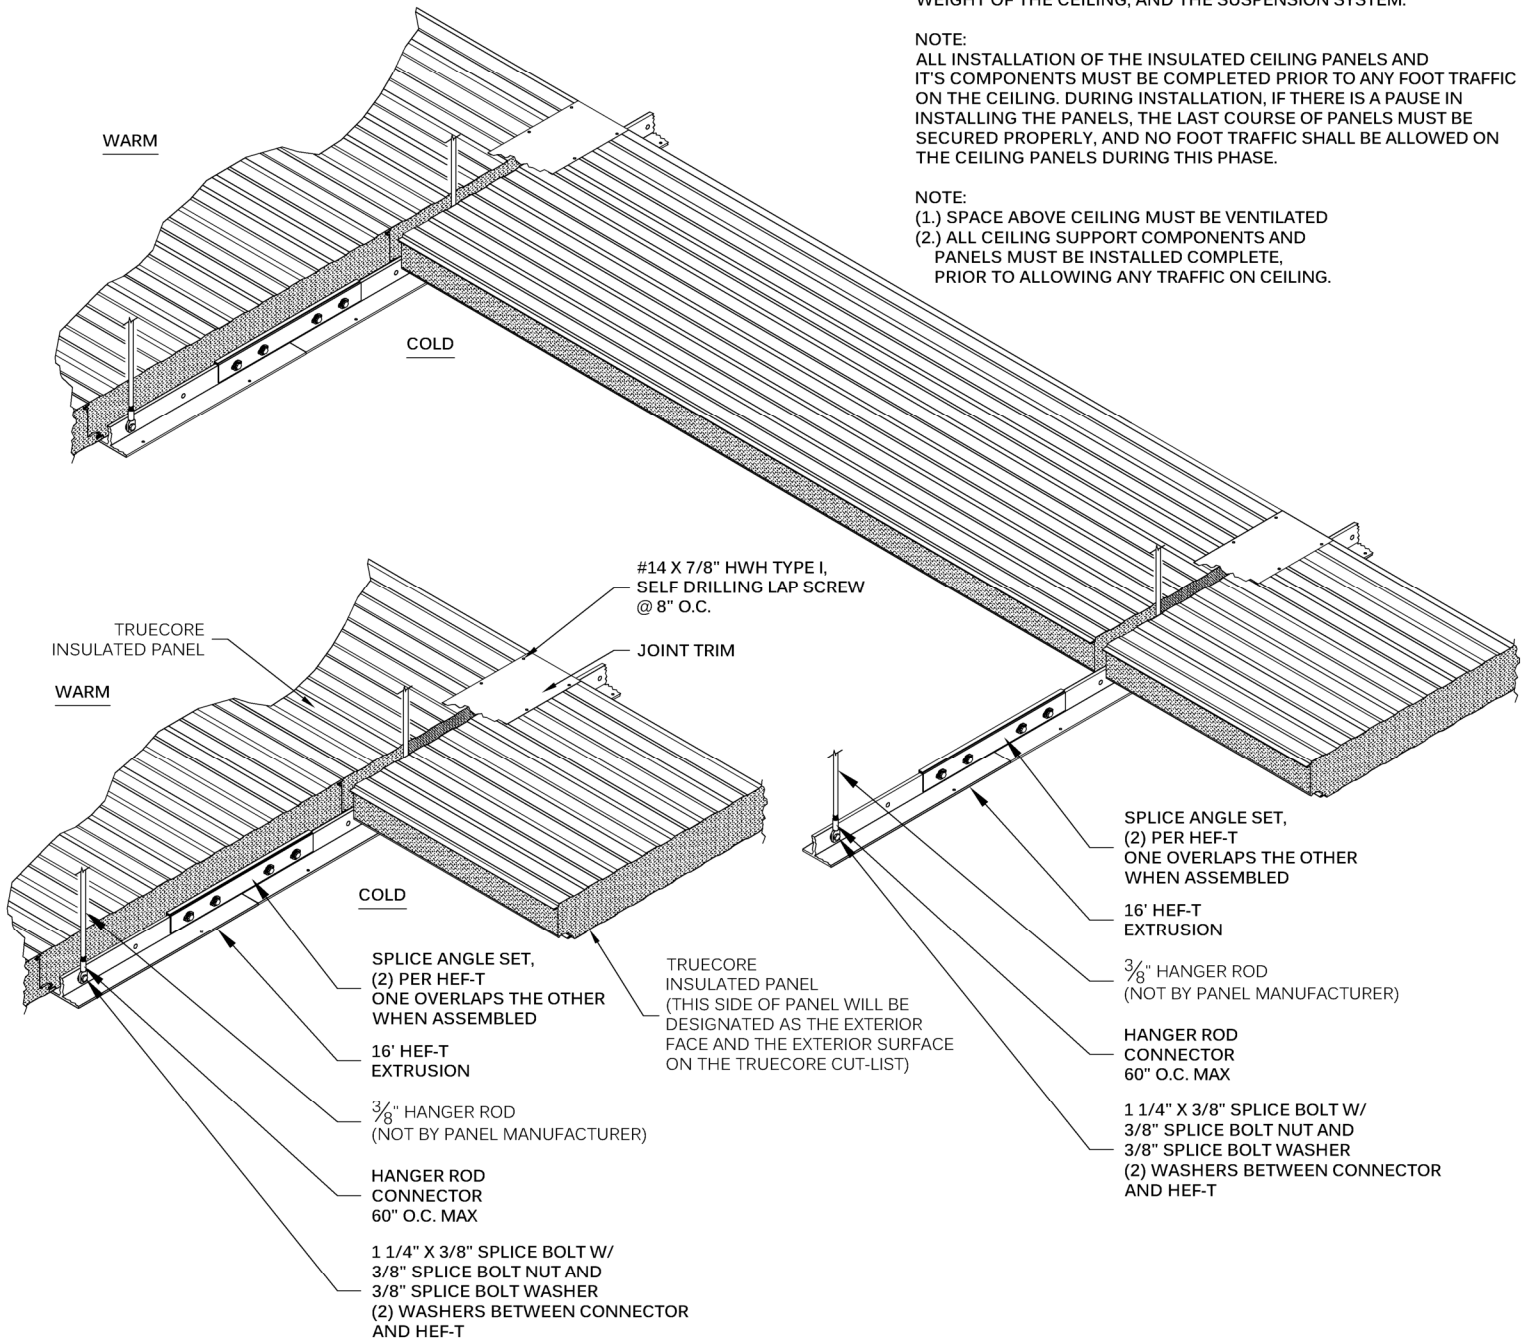 WEIGHT OF THE CEILING, AND THE SUSPENSION SYSTEM.
NOTE:
ALL INSTALLATION OF THE INSULATED CEILING PANELS AND
IT'S COMPONENTS MUST BE COMPLETED PRIOR TO ANY FOOT TRAFFIC
ON THE CEILING. DURING INSTALLATION, IF THERE IS A PAUSE IN
INSTALLING THE PANELS, THE LAST COURSE OF PANELS MUST BE
SECURED PROPERLY, AND NO FOOT TRAFFIC SHALL BE ALLOWED ON
THE CEILING PANELS DURING THIS PHASE.
NOTE:
(1.) SPACE ABOVE CEILING MUST BE VENTILATED
(2.) ALL CEILING SUPPORT COMPONENTS AND
PANELS MUST BE INSTALLED COMPLETE,
PRIOR TO ALLOWING ANY TRAFFIC ON CEILING.
WARM
COLD
#14 X 7/8" HWH TYPE I,
SELF DRILLING LAP SCREW
@ 8" O.C.
JOINT TRIM
TRUECORE
INSULATED PANEL
WARM
COLD
SPLICE ANGLE SET,
(2) PER HEF-T
ONE OVERLAPS THE OTHER
WHEN ASSEMBLED
16' HEF-T
EXTRUSION
3/8" HANGER ROD
(NOT BY PANEL MANUFACTURER)
HANGER ROD
CONNECTOR
60" O.C. MAX
1 1/4" X 3/8" SPLICE BOLT W/
3/8" SPLICE BOLT NUT AND
3/8" SPLICE BOLT WASHER
(2) WASHERS BETWEEN CONNECTOR
AND HEF-T
TRUECORE
INSULATED PANEL
(THIS SIDE OF PANEL WILL BE
DESIGNATED AS THE EXTERIOR
FACE AND THE EXTERIOR SURFACE
ON THE TRUECORE CUT-LIST)
SPLICE ANGLE SET,
(2) PER HEF-T
ONE OVERLAPS THE OTHER
WHEN ASSEMBLED
16' HEF-T
EXTRUSION
3/8" HANGER ROD
(NOT BY PANEL MANUFACTURER)
HANGER ROD
CONNECTOR
60" O.C. MAX
1 1/4" X 3/8" SPLICE BOLT W/
3/8" SPLICE BOLT NUT AND
3/8" SPLICE BOLT WASHER
(2) WASHERS BETWEEN CONNECTOR
AND HEF-T